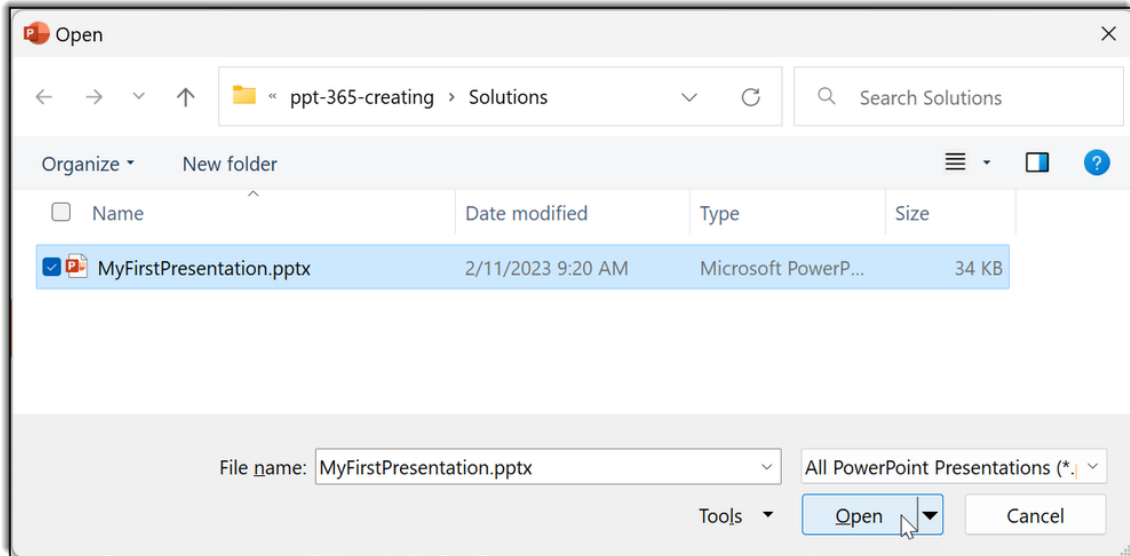 Open
« ppt-365-creating › Solutions
Search Solutions
Organize
New folder
Name Date modified Type Size
MyFirstPresentation.pptx 2/11/2023 9:20 AM Microsoft PowerP... 34 KB
File name: MyFirstPresentation.pptx All PowerPoint Presentations (*.
Tools Open Cancel